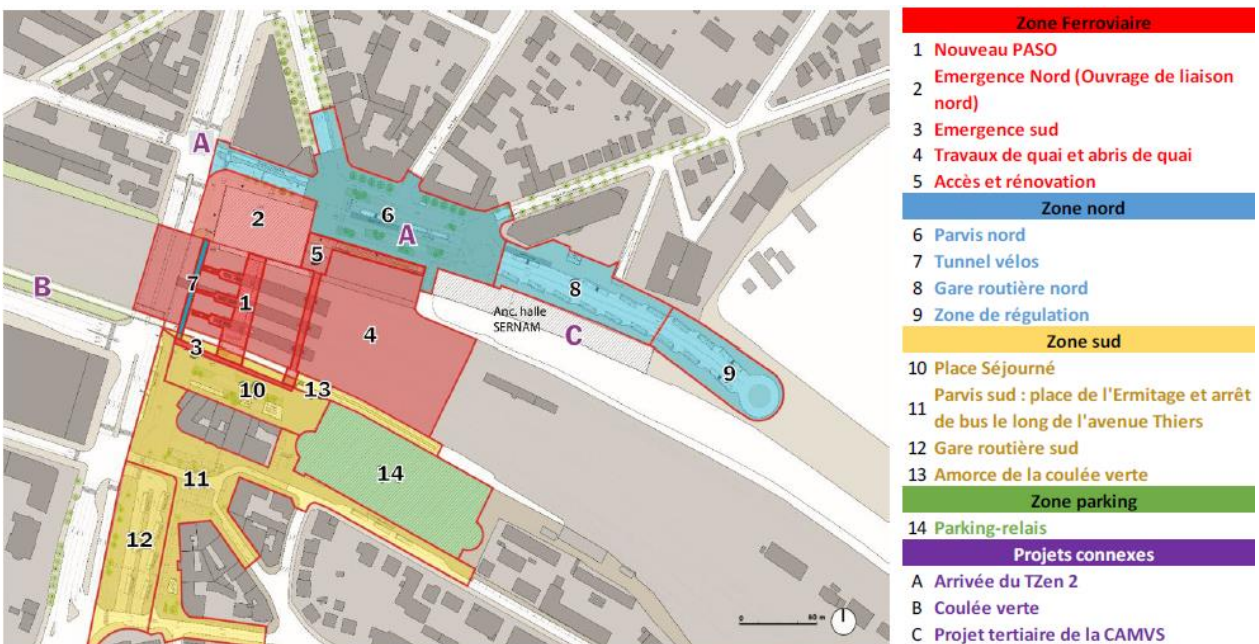 A
2
6
A
5
7
B
1
8
Anc. halle
SERNAM
4
C
3
9
10
13
14
11
12
0
80 m
Zone Ferroviaire
1 Nouveau PASO
Emergence Nord (Ouvrage de liaison
2
nord)
3 Emergence sud
4 Travaux de quai et abris de quai
5 Accès et rénovation
Zone nord
6 Parvis nord
7 Tunnel vélos
8 Gare routière nord
9 Zone de régulation
Zone sud
10 Place Séjourné
Parvis sud : place de l'Ermitage et arrêt
11
de bus le long de l'avenue Thiers
12 Gare routière sud
13 Amorce de la coulée verte
Zone parking
14 Parking-relais
Projets connexes
A Arrivée du TZen 2
B Coulée verte
C Projet tertiaire de la CAMVS